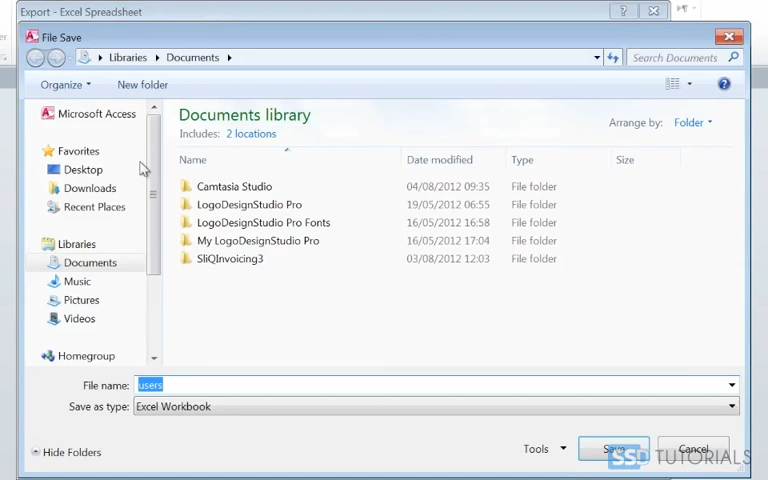 Export - Excel Spreadsheet
File Save
Libraries Documents
Search Documents
Organize New folder
Microsoft Access
Favorites
Desktop
Downloads
Recent Places
Libraries
Documents
Music
Pictures
Videos
Homegroup
Documents library
Includes: 2 locations
Arrange by: Folder
Name Date modified Type Size
Camtasia Studio 04/08/2012 09:35 File folder
LogoDesignStudio Pro 19/05/2012 06:55 File folder
LogoDesignStudio Pro Fonts 16/05/2012 16:58 File folder
My LogoDesignStudio Pro 16/05/2012 17:04 File folder
SliQInvoicing3 03/08/2012 12:03 File folder
File name: users
Save as type: Excel Workbook
Hide Folders
Tools Save Cancel
SSD TUTORIALS